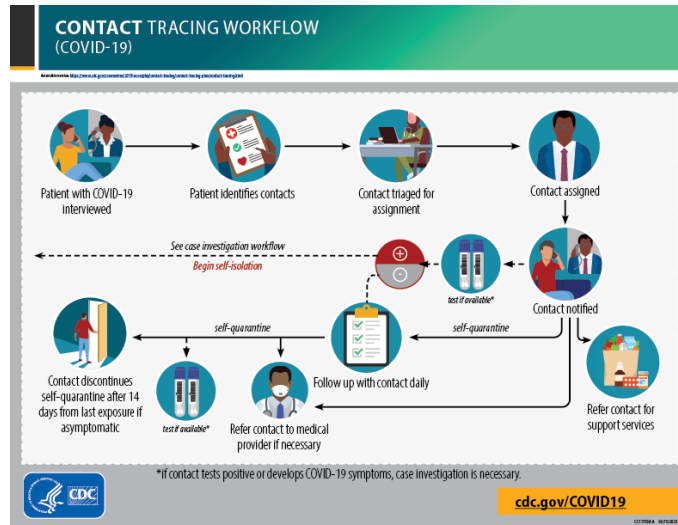 CONTACT TRACING WORKFLOW
(COVID-19)
Patient with COVID-19
interviewed
Patient identifies contacts
Contact triaged for
assignment
Contact assigned
See case investigation workflow
Begin self-isolation
test if available*
Contact notified
self-quarantine
self-quarantine
Contact discontinues
self-quarantine after 14
days from last exposure if
asymptomatic
test if available*
Refer contact to medical
provider if necessary
Follow up with contact daily
Refer contact for
support services
*if contact tests positive or develops COVID-19 symptoms, case investigation is necessary.
CDC
cdc.gov/COVID19